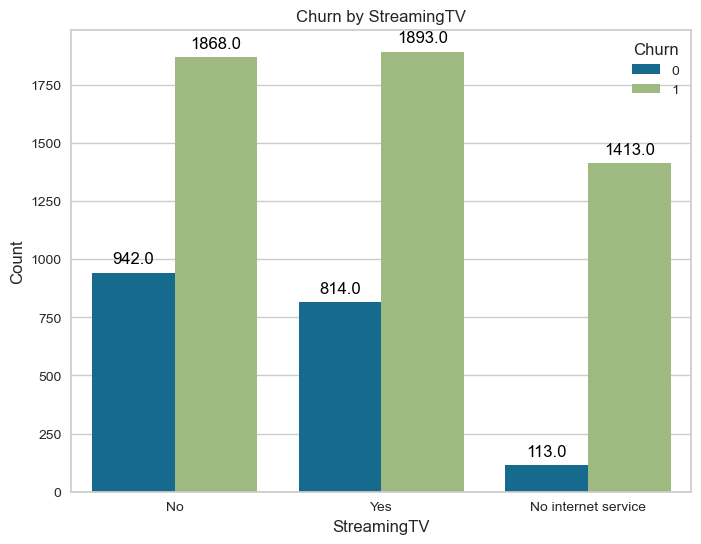 Churn by StreamingTV
1868.0
1893.0
Churn
0
1
1413.0
942.0
814.0
113.0
1750
1500
1250
1000
750
500
250
0
Count
No
Yes
No internet service
StreamingTV